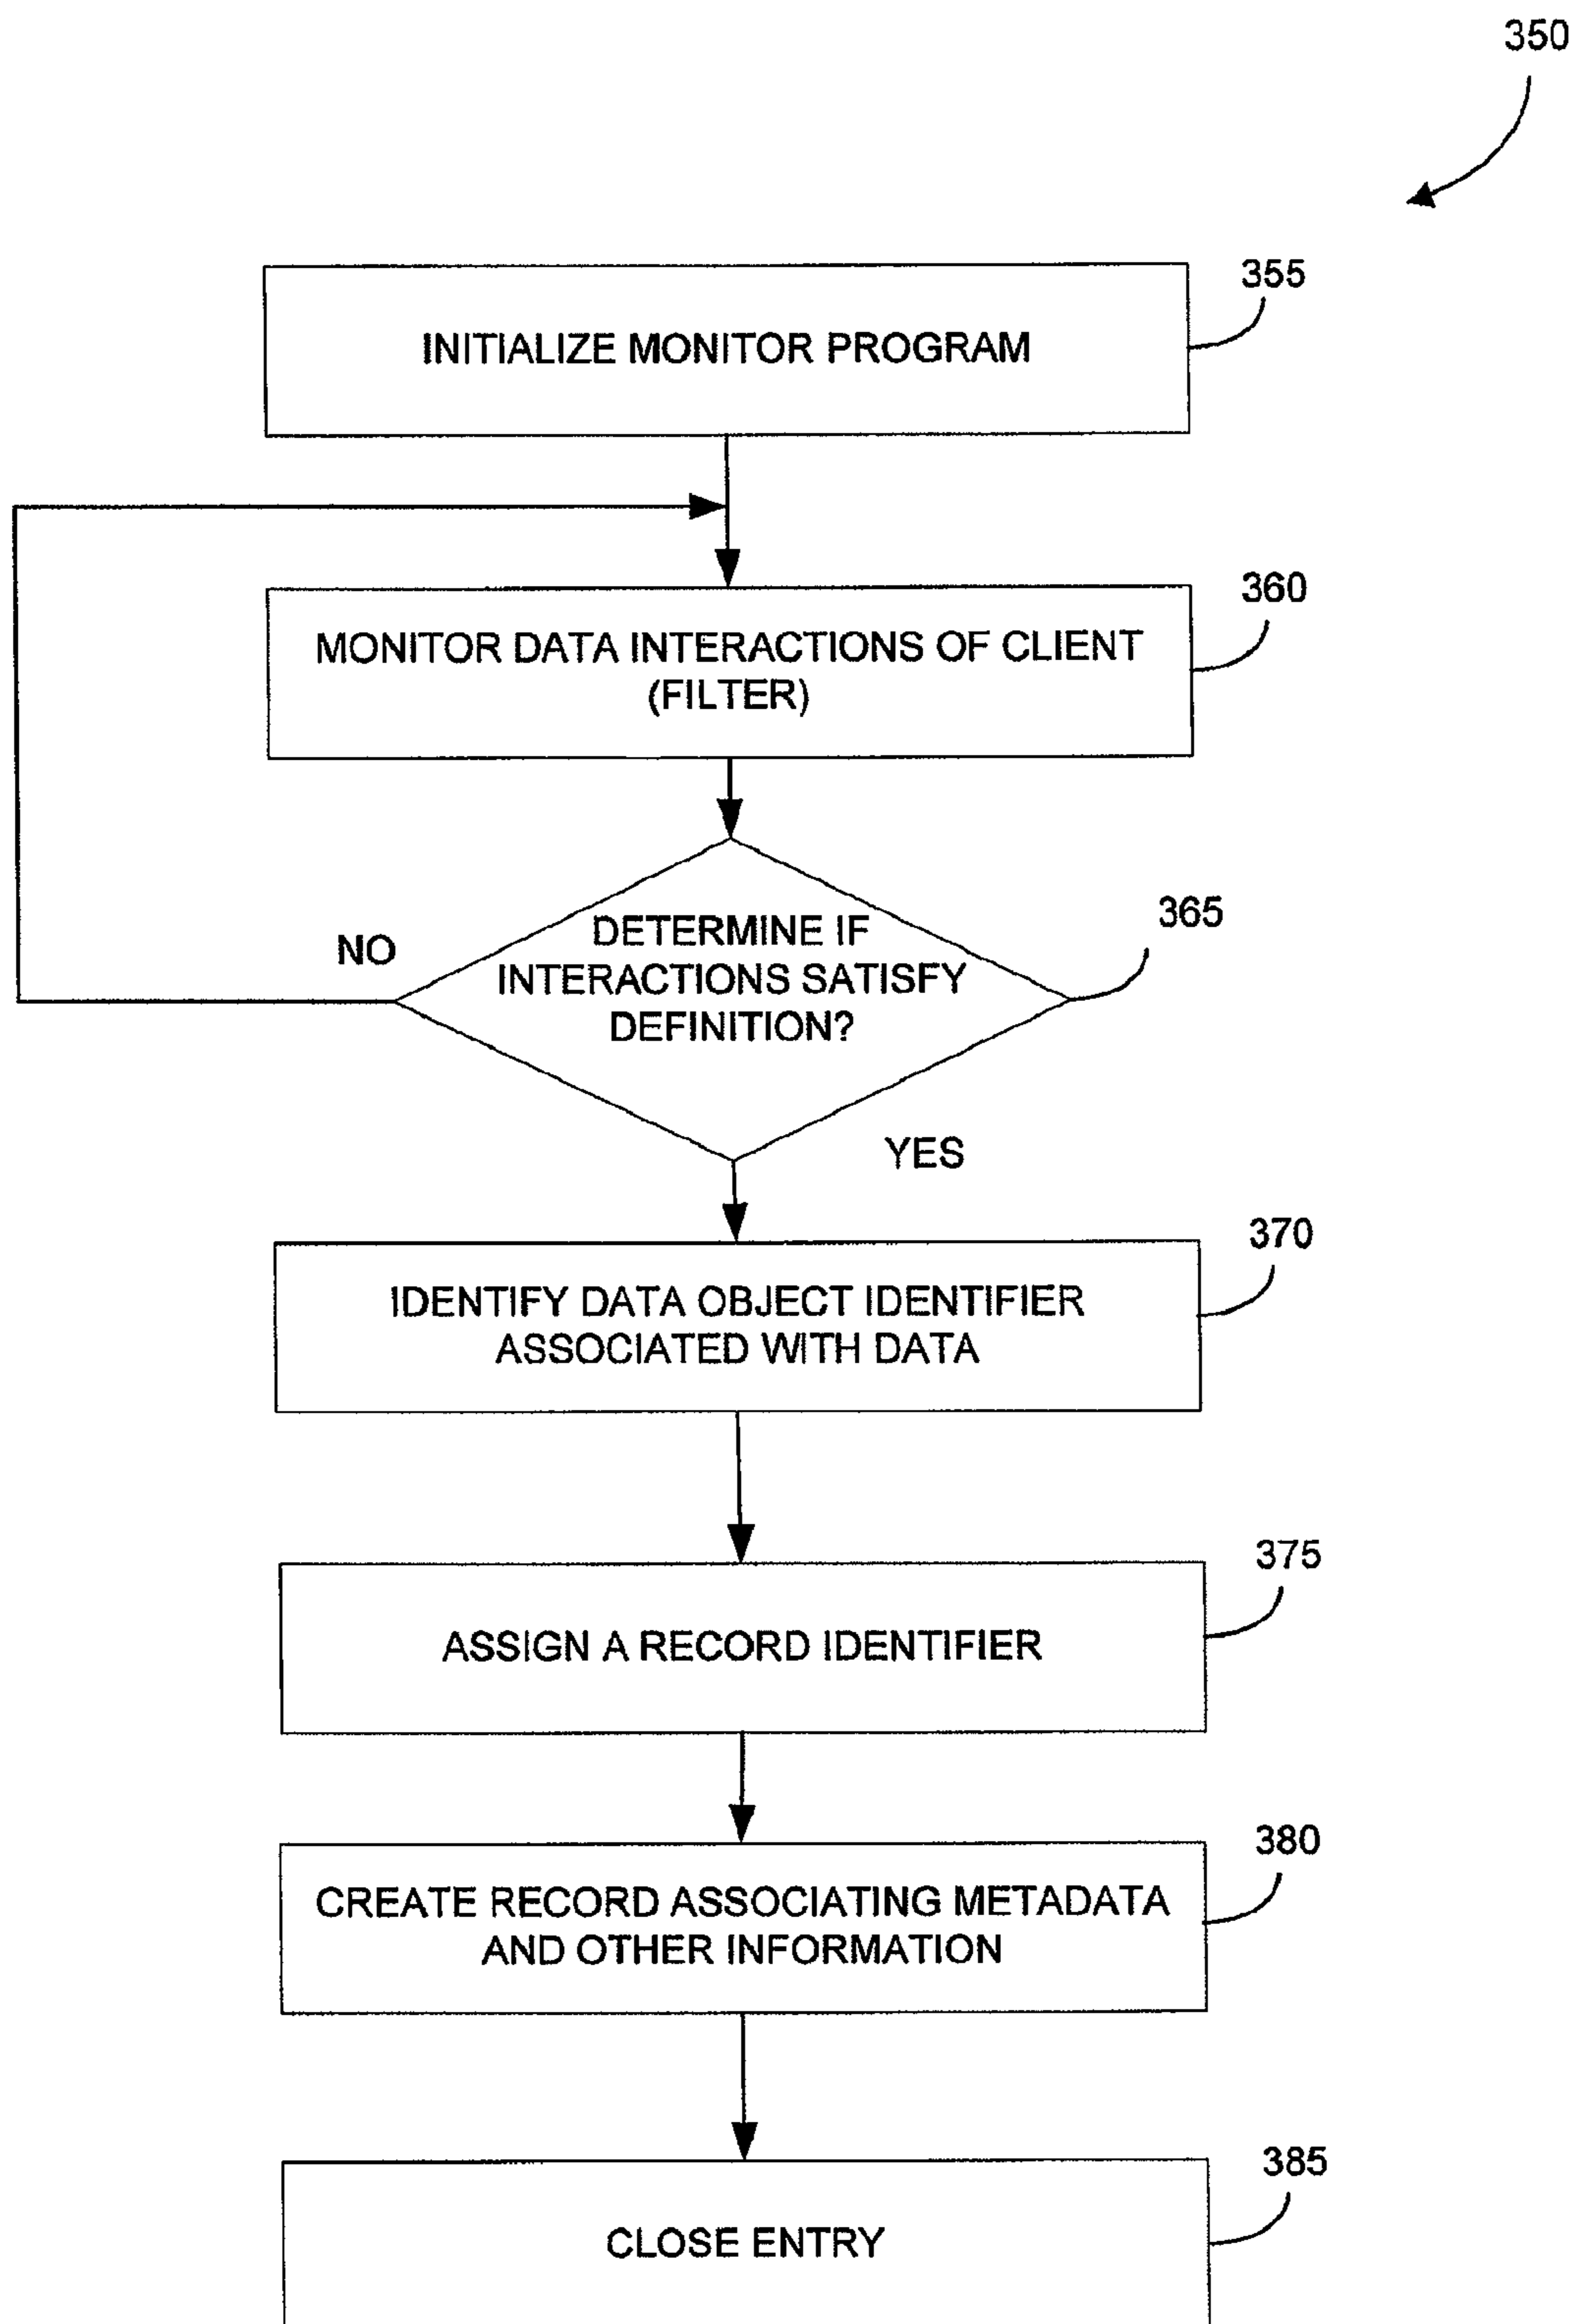 350
355
INITIALIZE MONITOR PROGRAM
360
MONITOR DATA INTERACTIONS OF CLIENT
(FILTER)
365
NO
DETERMINE IF
INTERACTIONS SATISFY
DEFINITION?
YES
370
IDENTIFY DATA OBJECT IDENTIFIER
ASSOCIATED WITH DATA
375
ASSIGN A RECORD IDENTIFIER
380
CREATE RECORD ASSOCIATING METADATA
AND OTHER INFORMATION
385
CLOSE ENTRY